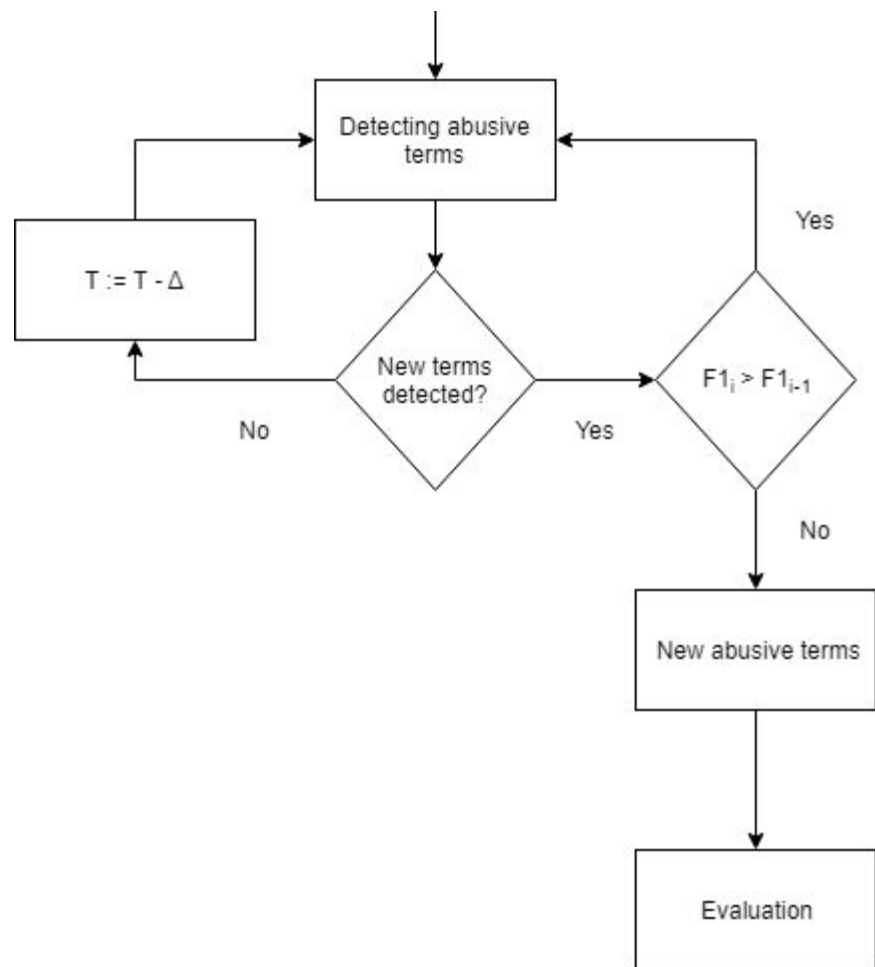 Detecting abusive
terms
Yes
T := T - Δ
New terms
detected?
F1ᵢ > F1ᵢ₋₁
No
Yes
No
New abusive terms
Evaluation